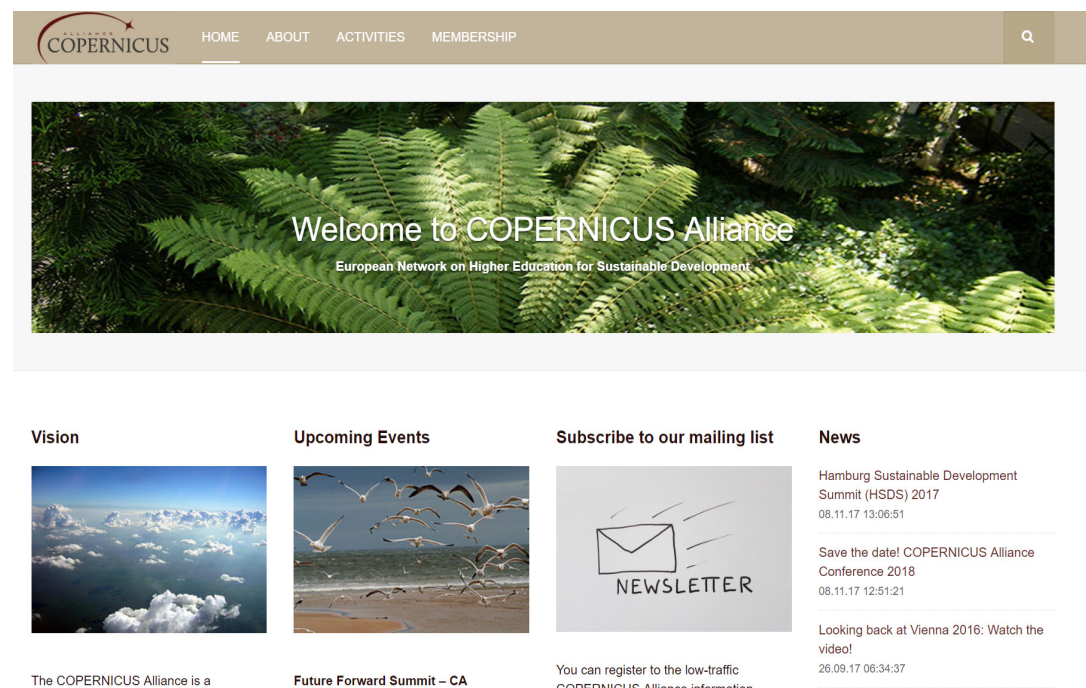 ALLIANCE
COPERNICUS
HOME ABOUT ACTIVITIES MEMBERSHIP
Welcome to COPERNICUS Alliance
European Network on Higher Education for Sustainable Development
Vision
The COPERNICUS Alliance is a
Upcoming Events
Future Forward Summit – CA
Subscribe to our mailing list
NEWSLETTER
You can register to the low-traffic
COPERNICUS Alliance information
News
Hamburg Sustainable Development
Summit (HSDS) 2017
08.11.17 13:06:51
Save the date! COPERNICUS Alliance
Conference 2018
08.11.17 12:51:21
Looking back at Vienna 2016: Watch the
video!
26.09.17 06:34:37